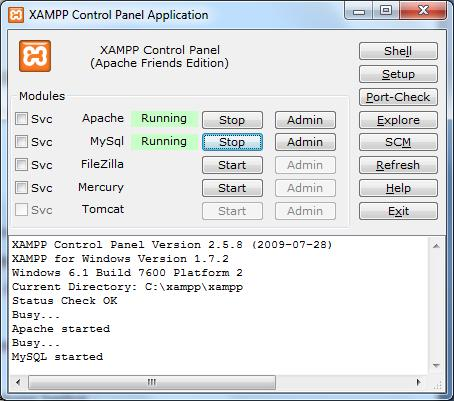 XAMPP Control Panel Application
XAMPP Control Panel
(Apache Friends Edition)
Shell
Setup
Modules
Port-Check
Svc Apache Running Stop Admin Explore
Svc MySql Running Stop Admin SCM
Svc FileZilla Start Admin Refresh
Svc Mercury Start Admin Help
Svc Tomcat Start Admin Exit
XAMPP Control Panel Version 2.5.8 (2009-07-28)
XAMPP for Windows Version 1.7.2
Windows 6.1 Build 7600 Platform 2
Current Directory: C:\xampp\xampp
Status Check OK
Busy...
Apache started
Busy...
MySQL started